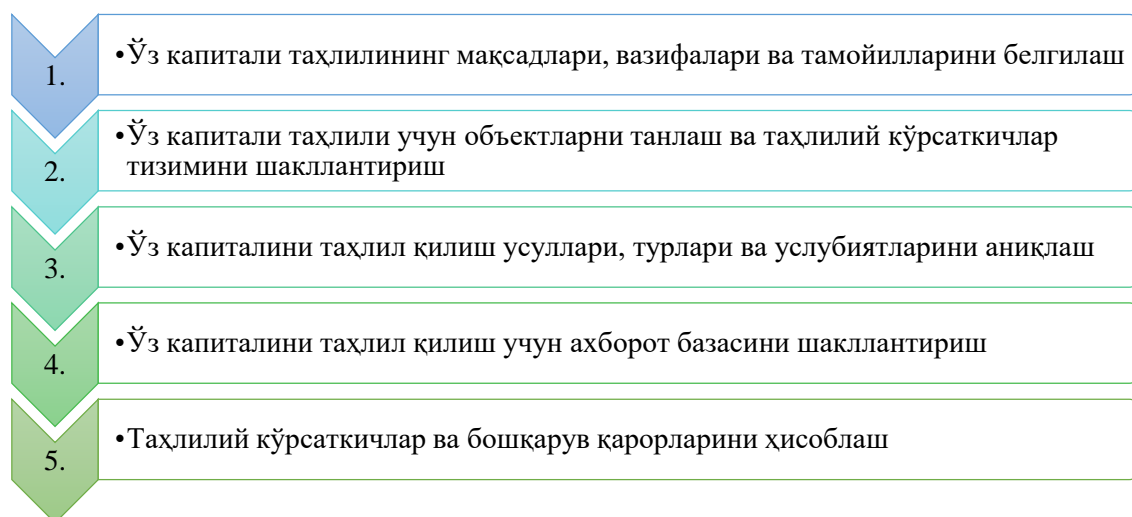 1.
•Ўз капитали таҳлилининг мақсадлари, вазифалари ва тамойилларини белгилаш
2.
•Ўз капитали таҳлили учун объектларни танлаш ва таҳлилий кўрсаткичлар
тизимини шакллантириш
3.
•Ўз капиталини таҳлил қилиш усуллари, турлари ва услубиятларини аниқлаш
4.
•Ўз капиталини таҳлил қилиш учун ахборот базасини шакллантириш
5.
•Таҳлилий кўрсаткичлар ва бошқарув қарорларини ҳисоблаш